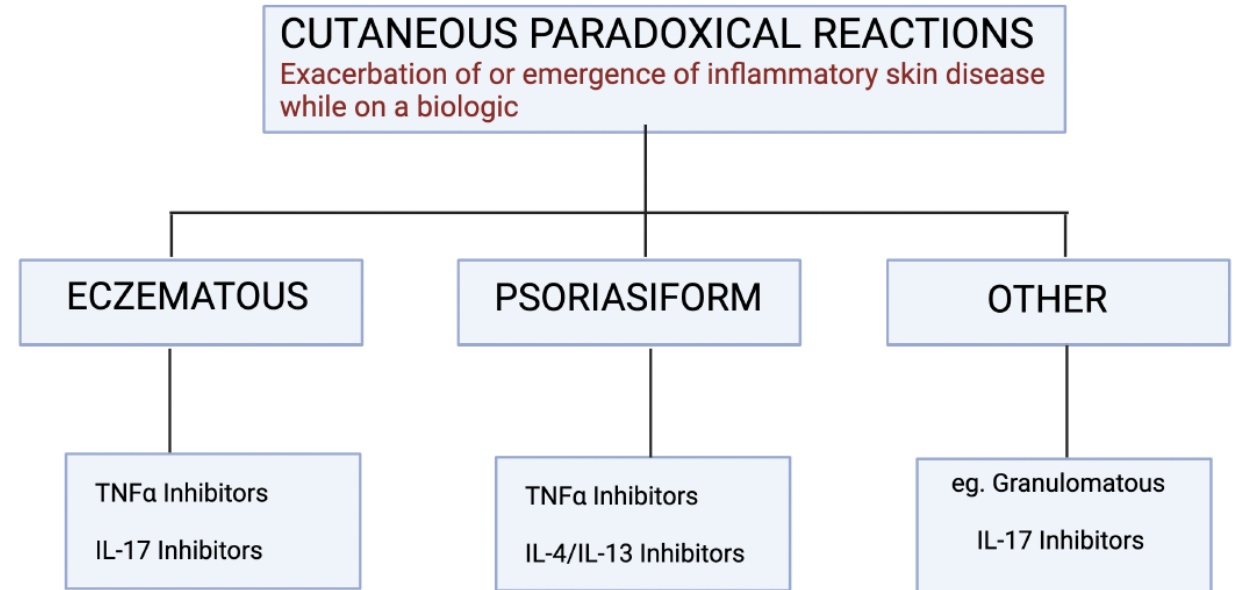 CUTANEOUS PARADOXICAL REACTIONS
Exacerbation of or emergence of inflammatory skin disease
while on a biologic
ECZEMATOUS
PSORIASIFORM
OTHER
TNFα Inhibitors
IL-17 Inhibitors
TNFα Inhibitors
IL-4/IL-13 Inhibitors
eg. Granulomatous
IL-17 Inhibitors